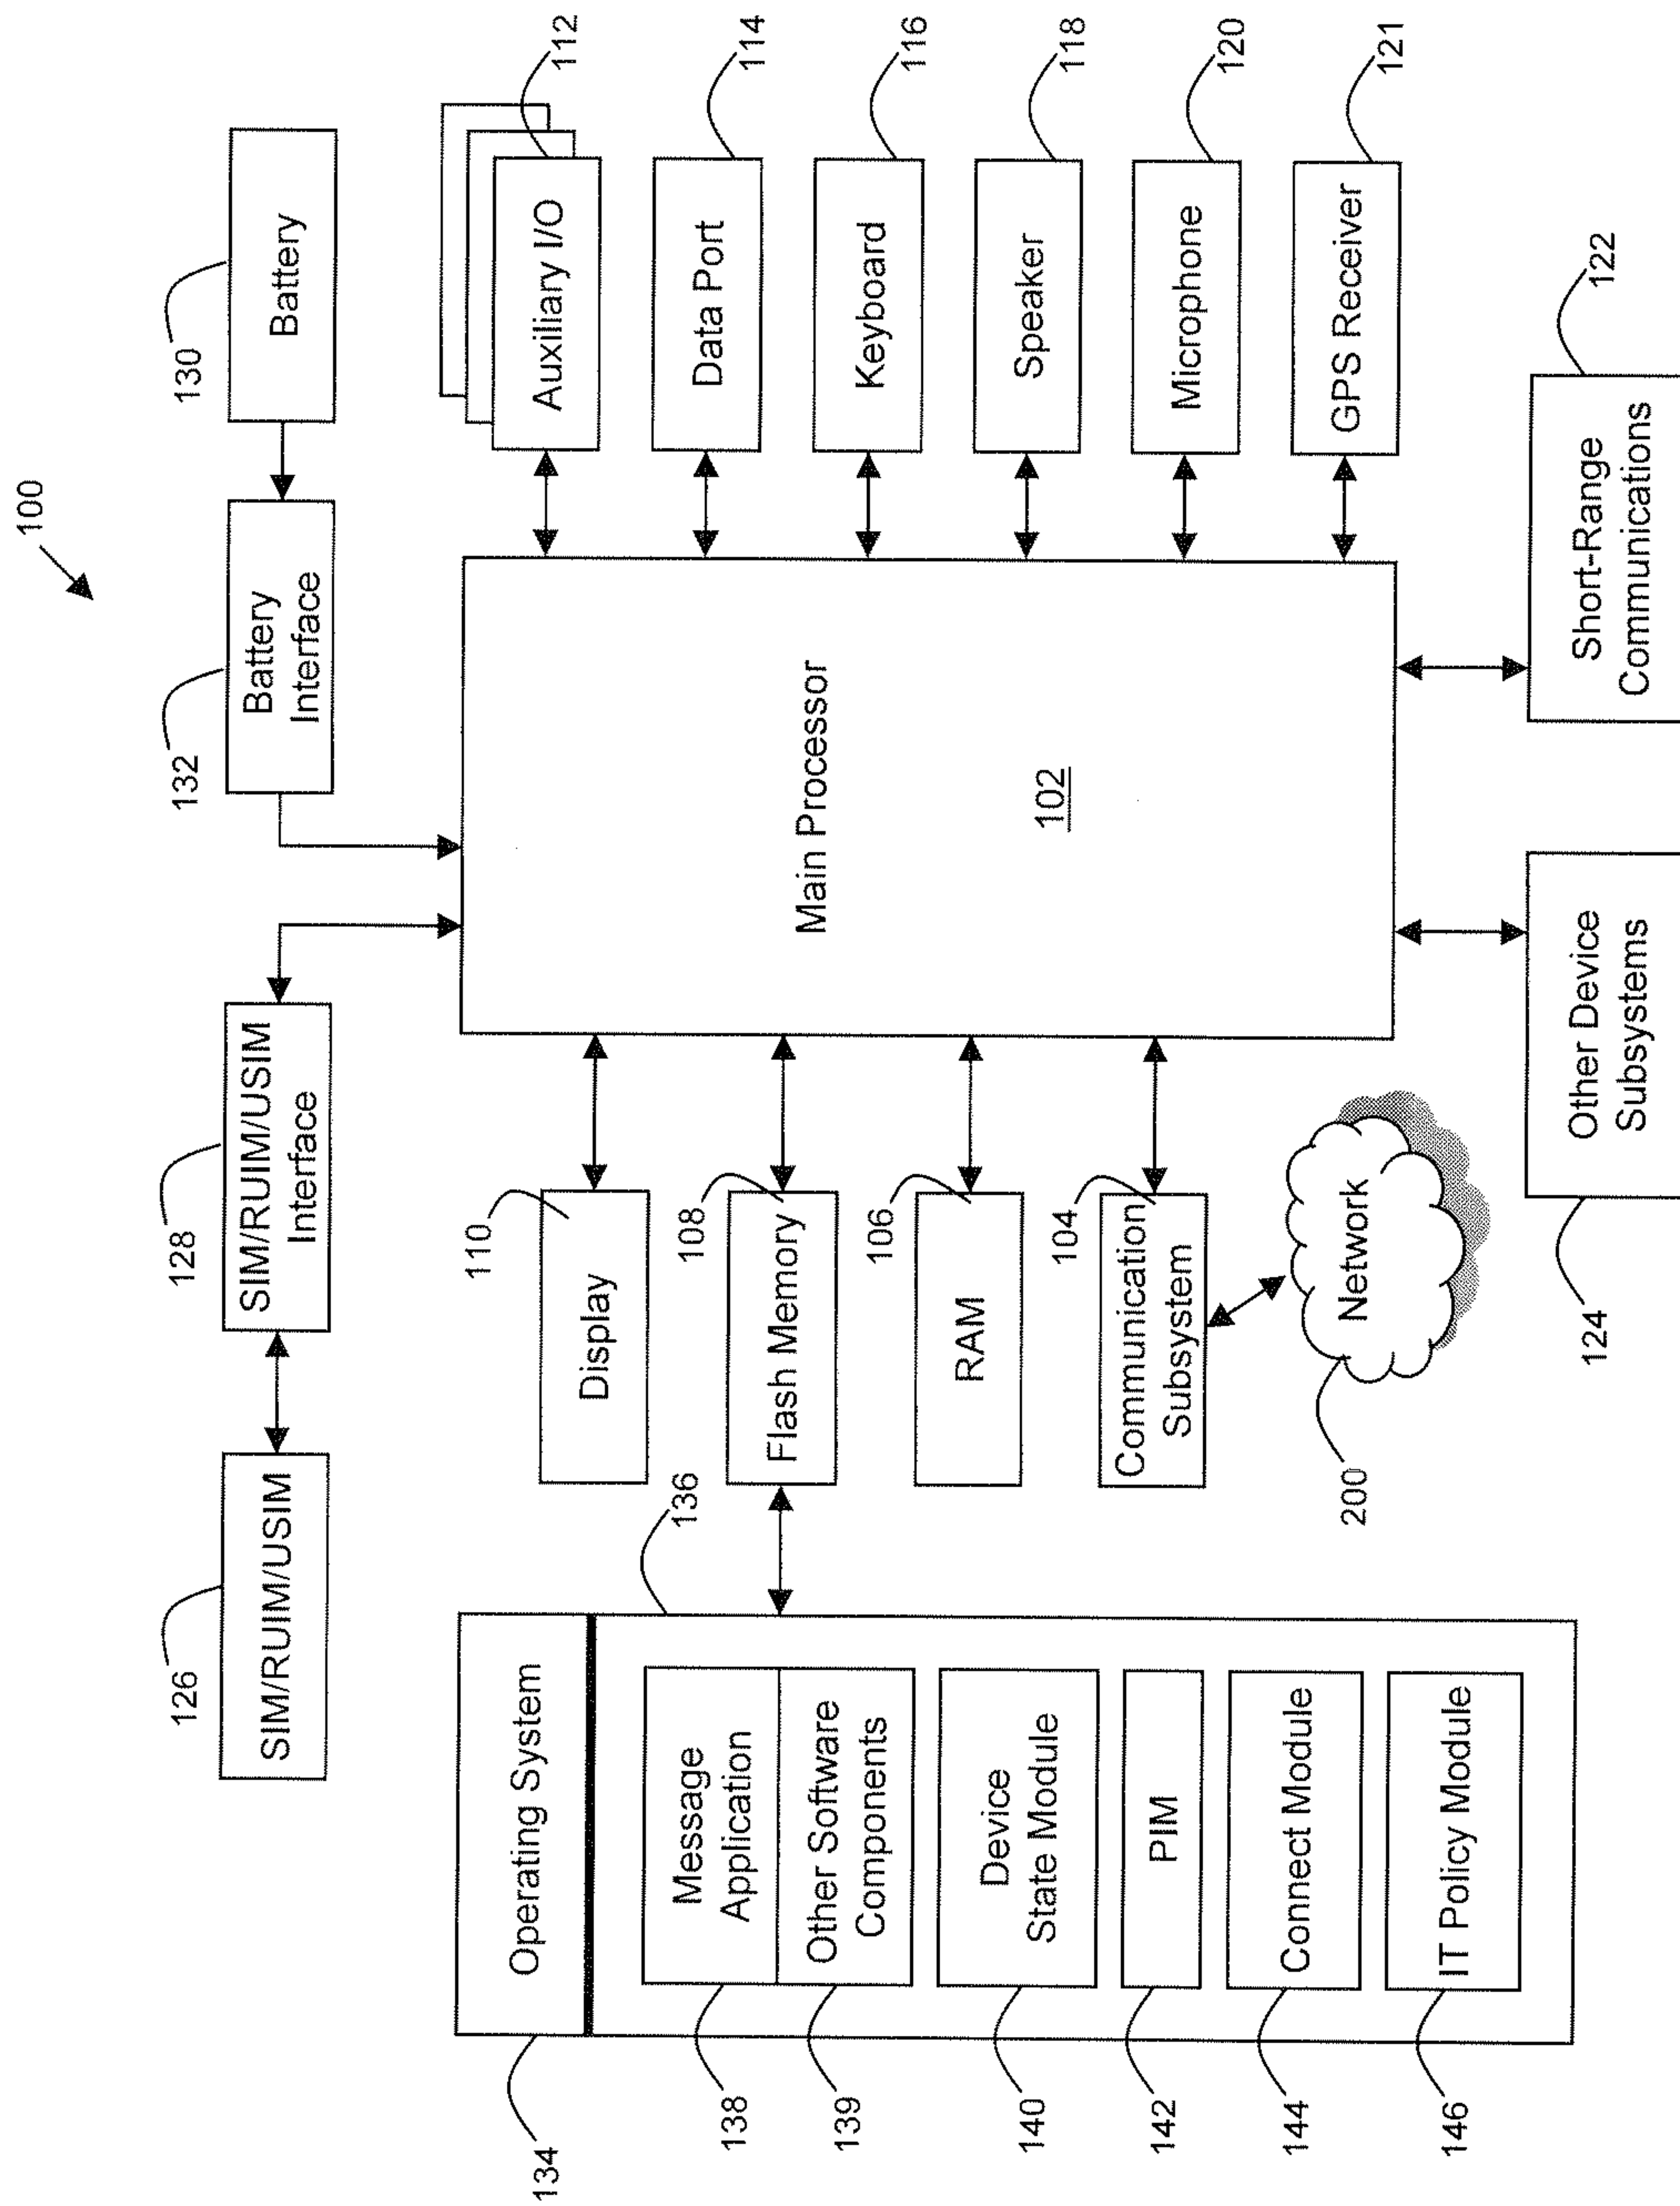 100
126
SIM/RUIM/USIM
128
SIM/RUIM/USIM
Interface
132
Battery
Interface
130
Battery
134
Operating System
136
138
Message
Application
139
Other Software
Components
140
Device
State Module
142
PIM
144
Connect Module
146
IT Policy Module
110
Display
108
Flash Memory
106
RAM
104
Communication
Subsystem
200
Network
Main Processor
102
112
Auxiliary I/O
114
Data Port
116
Keyboard
118
Speaker
120
Microphone
121
GPS Receiver
124
Other Device
Subsystems
122
Short-Range
Communications